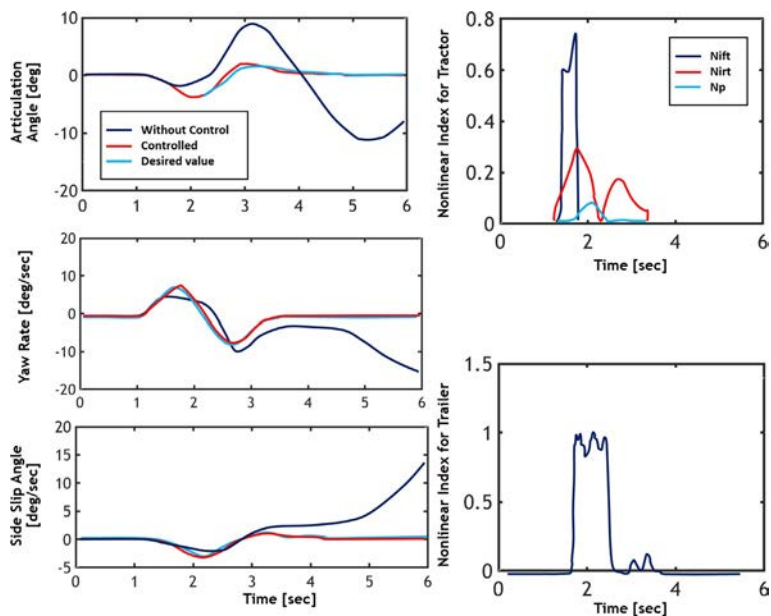 Articulation
Angle [deg]
10
0
-10
-20
Without Control
Controlled
Desired value
0 1 2 3 4 5 6
Yaw Rate [deg/sec]
20
10
0
-10
-20
0 1 2 3 4 5 6
Time [sec]
Side Slip Angle
[deg/sec]
20
15
10
5
0
-5
0 1 2 3 4 5 6
Time [sec]
Nonlinear Index for Tractor
0.8
0.6
0.4
0.2
0
Nift
Nirt
Np
0 2 4 6
Time [sec]
Nonlinear Index for Trailer
1.5
1
0.5
0
0 2 4 6
Time [sec]